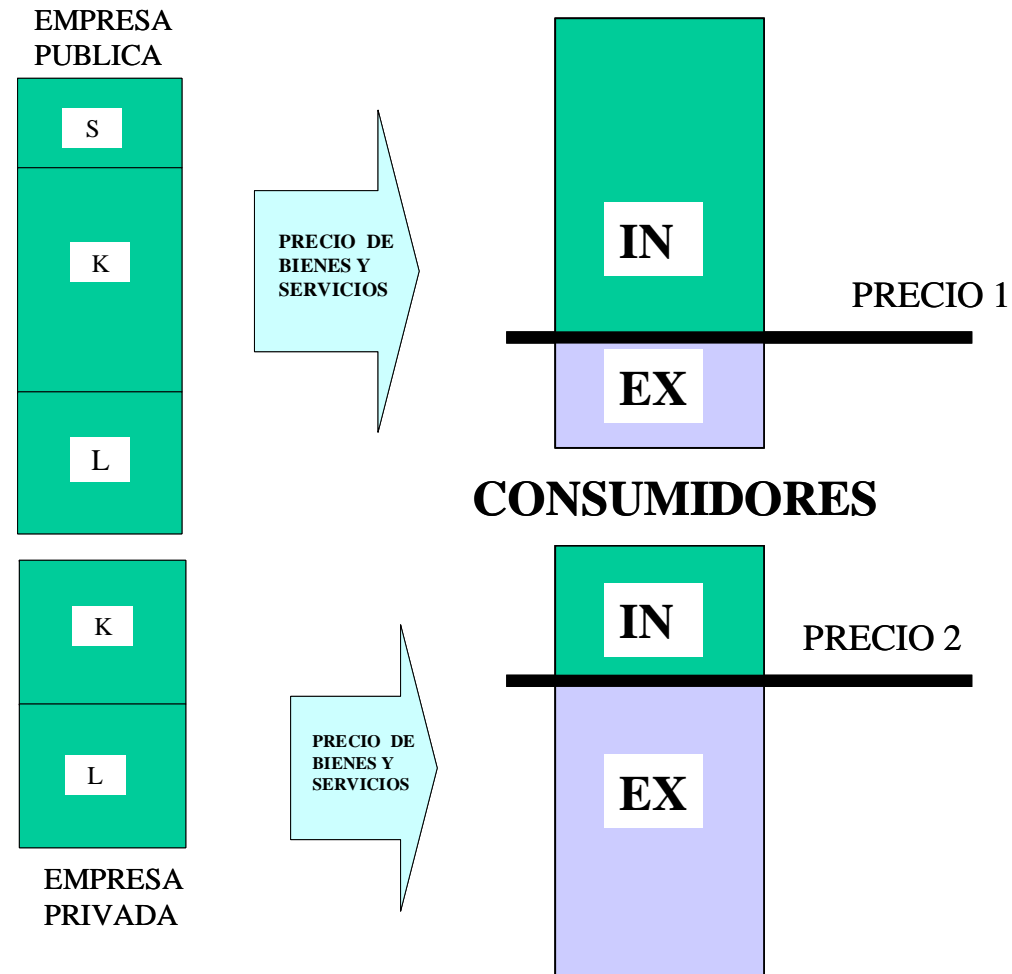 EMPRESA
PUBLICA
S
K
L
PRECIO DE
BIENES Y
SERVICIOS
IN
PRECIO 1
EX
CONSUMIDORES
K
L
EMPRESA
PRIVADA
PRECIO DE
BIENES Y
SERVICIOS
IN
PRECIO 2
EX